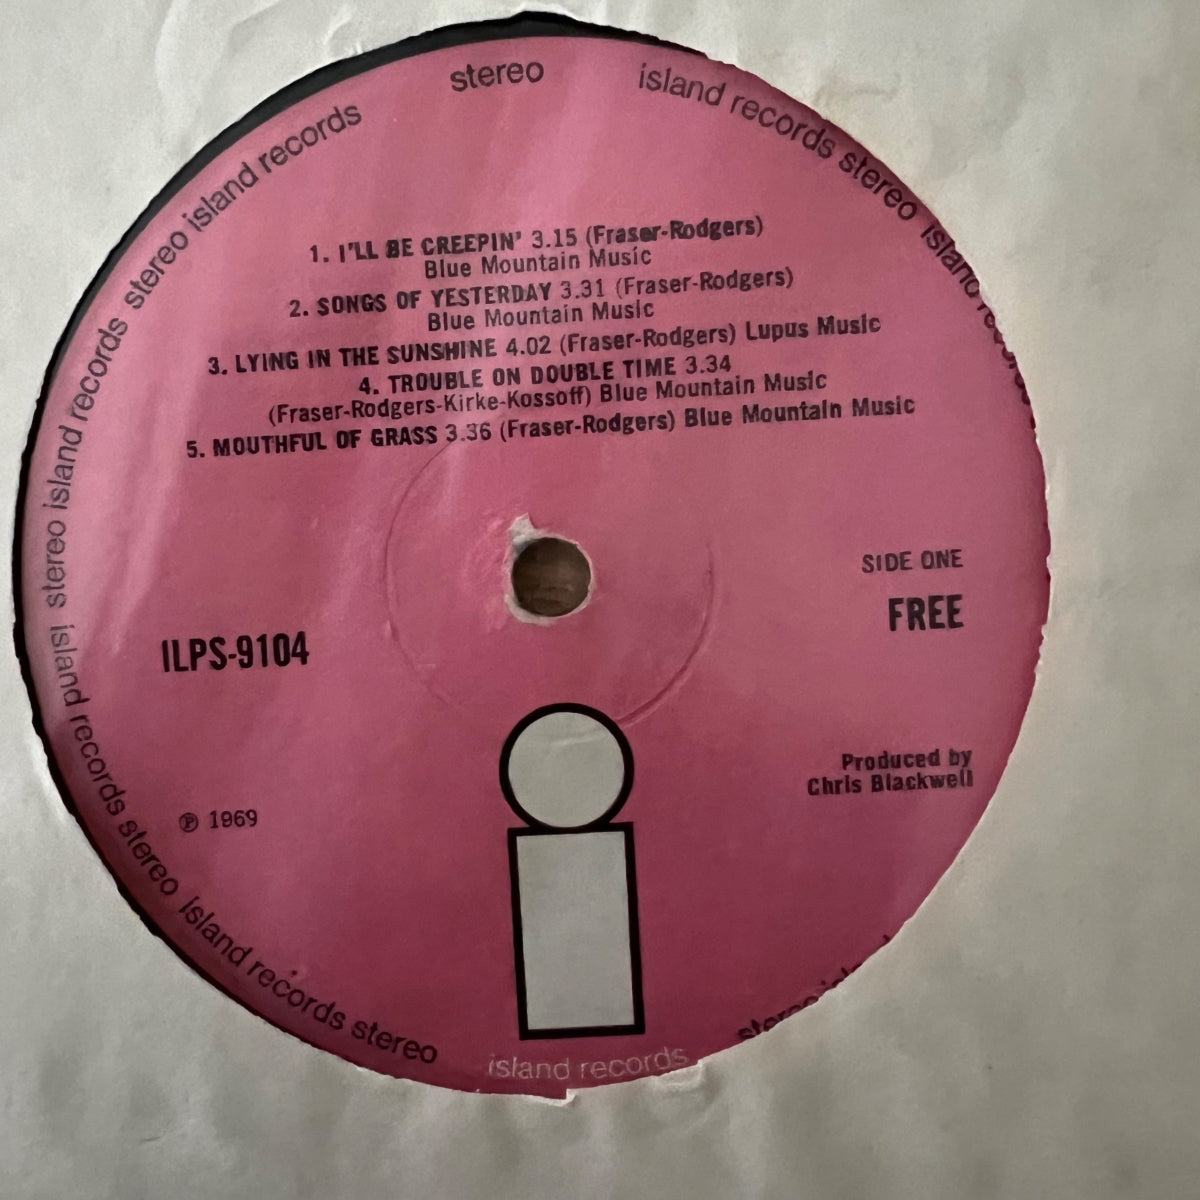 stereo
island records stereo island records
stereo island records stereo island records stereo island records stereo island records stereo
1. I'LL BE CREEPIN' 3.15 (Fraser-Rodgers)
Blue Mountain Music
2. SONGS OF YESTERDAY 3.31 (Fraser-Rodgers)
Blue Mountain Music
3. LYING IN THE SUNSHINE 4.02 (Fraser-Rodgers) Lupus Music
4. TROUBLE ON DOUBLE TIME 3.34
(Fraser-Rodgers-Kirke-Kossoff) Blue Mountain Music
5. MOUTHFUL OF GRASS 3.36 (Fraser-Rodgers) Blue Mountain Music
SIDE ONE
FREE
ILPS-9104
Produced by
Chris Blackwell
℗ 1969
stereo
island records